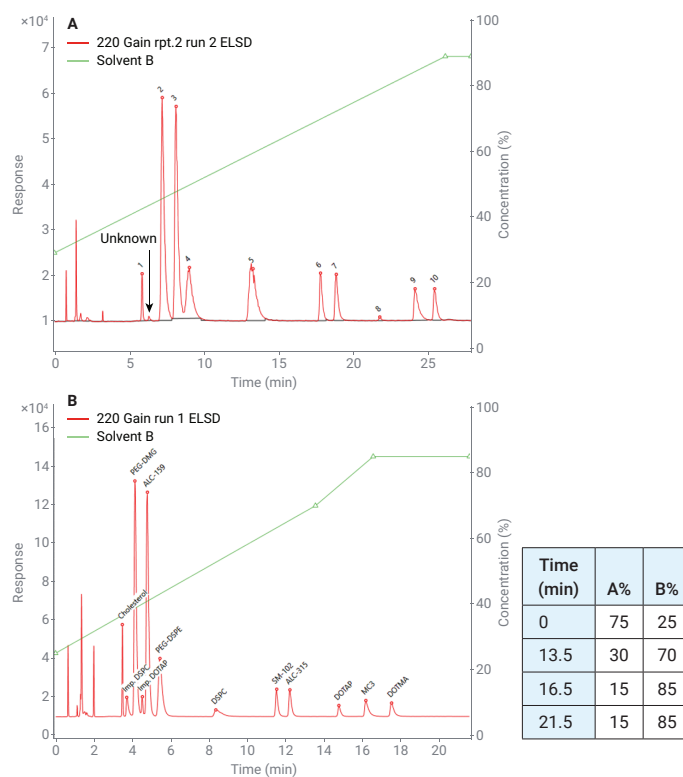 A
×10⁴
220 Gain rpt.2 run 2 ELSD
Solvent B
7
6
5
4
3
2
1
Response
100
80
60
40
20
0
Concentration (%)
Unknown
1
2
3
4
5
6
7
8
9
10
0
5
10
15
20
25
Time (min)
B
×10⁴
220 Gain run 1 ELSD
Solvent B
16
14
12
10
8
6
4
2
0
Response
100
80
60
40
20
0
Concentration (%)
Cholesterol
Imp. DSPC
PEG-DMG
Imp. DOTAP
ALC-159
PEG-DSPE
DSPC
SM-102
ALC-315
DOTAP
MC3
DOTMA
0
2
4
6
8
10
12
14
16
18
20
Time (min)
Time (min) A% B%
0 75 25
13.5 30 70
16.5 15 85
21.5 15 85